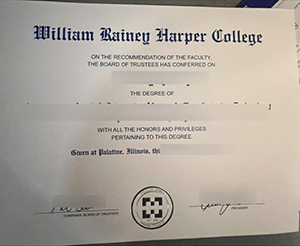 William Rainey Harper College
ON THE RECOMMENDATION OF THE FACULTY,
THE BOARD OF TRUSTEES HAS CONFERRED ON
THE DEGREE OF
WITH ALL THE HONORS AND PRIVILEGES
PERTAINING TO THIS DEGREE.
Given at Palatine, Illinois, thi
CHAIRMAN, BOARD OF TRUSTEES
PRESIDENT